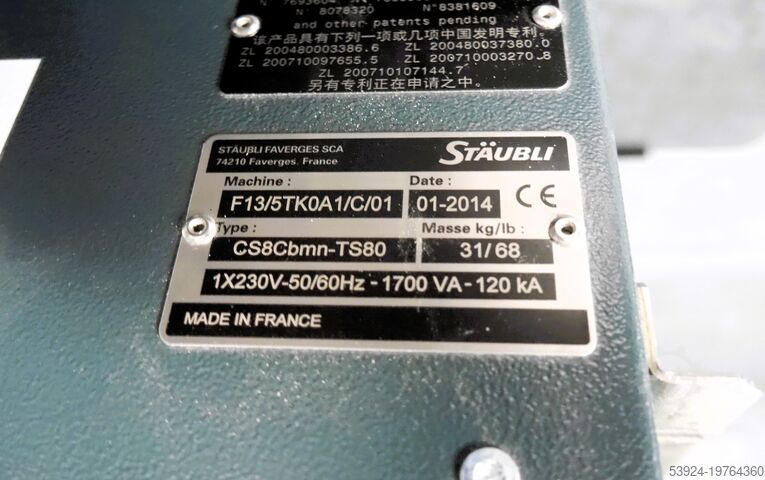 N° 8078320 N°8381609
and other patents pending
该产品具有下列一项或几项中国发明专利.
ZL 200480003386.6 ZL 200480037380.0
ZL 200710097655.5 ZL 200710003270.8
ZL 200710107144.7
另有专利正在申请之中.
STÄUBLI FAVERGES SCA
74210 Faverges, France
STÄUBLI
Machine : Date :
F13/5TK0A1/C/01 01-2014 CE
Type : Masse kg/lb :
CS8Cbmn-TS80 31/68
1X230V-50/60Hz - 1700 VA - 120 kA
MADE IN FRANCE
53924-19764360